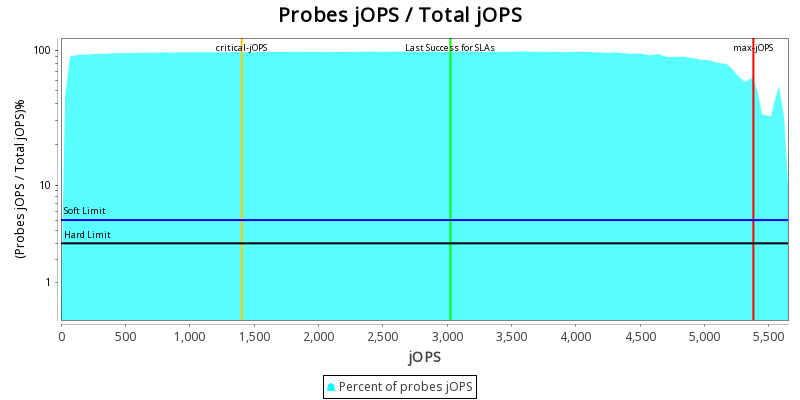 Probes jOPS / Total jOPS
(Probes jOPS / Total jOPS)%
100
10
1
critical-jOPS
Last Success for SLAs
max-jOPS
Soft Limit
Hard Limit
0 500 1,000 1,500 2,000 2,500 3,000 3,500 4,000 4,500 5,000 5,500
jOPS
Percent of probes jOPS